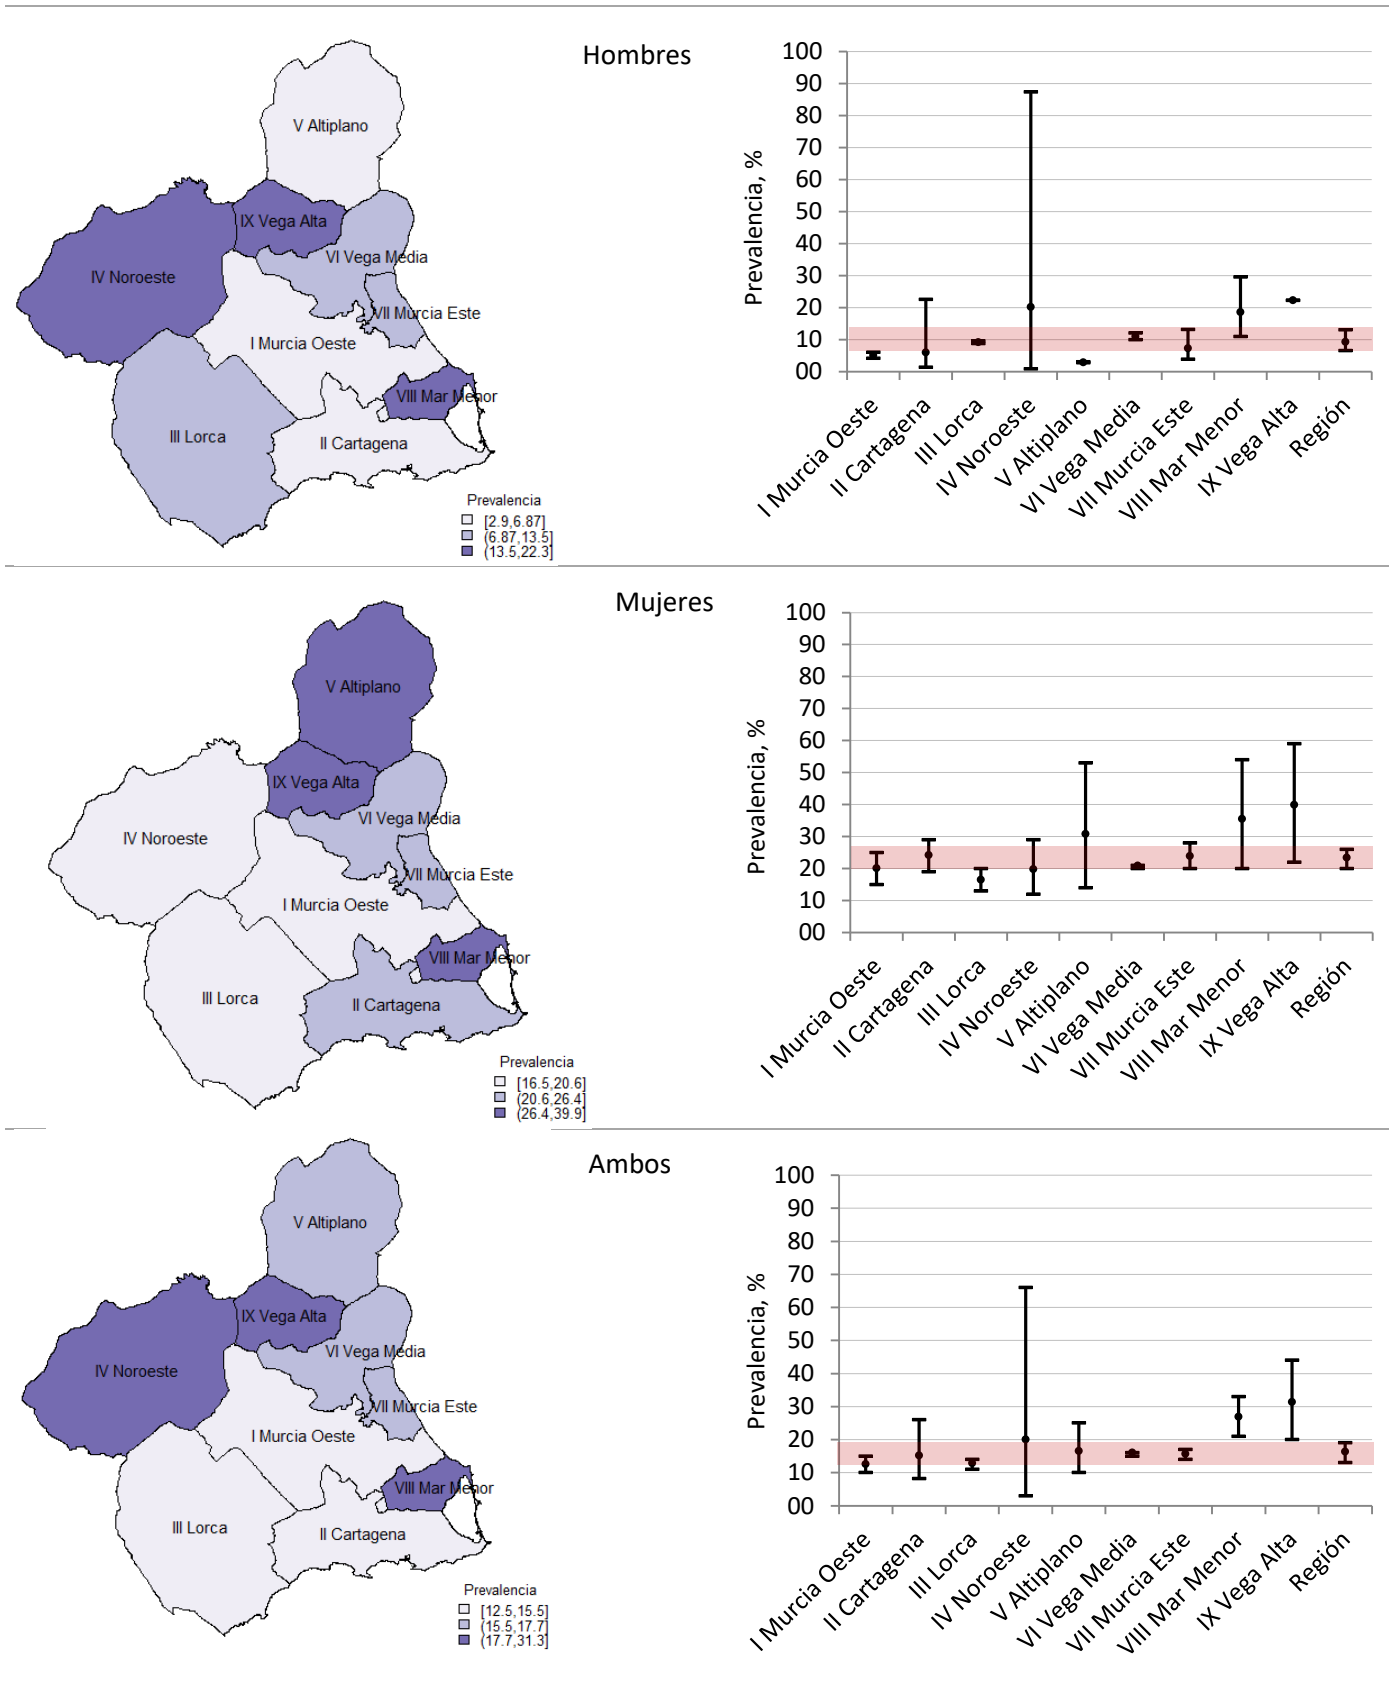 Hombres
V Altiplano
IX Vega Alta
VI Vega Media
IV Noroeste
VII Murcia Este
I Murcia Oeste
VIII Mar Menor
III Lorca
II Cartagena
Prevalencia
[2.9,6.87]
(6.87,13.5]
(13.5,22.3]
Prevalencia, %
100
90
80
70
60
50
40
30
20
10
00
I Murcia Oeste
II Cartagena
III Lorca
IV Noroeste
V Altiplano
VI Vega Media
VII Murcia Este
VIII Mar Menor
IX Vega Alta
Región
Mujeres
V Altiplano
IX Vega Alta
VI Vega Media
IV Noroeste
VII Murcia Este
I Murcia Oeste
VIII Mar Menor
III Lorca
II Cartagena
Prevalencia
[16.5,20.6]
(20.6,26.4]
(26.4,39.9]
Prevalencia, %
100
90
80
70
60
50
40
30
20
10
00
I Murcia Oeste
II Cartagena
III Lorca
IV Noroeste
V Altiplano
VI Vega Media
VII Murcia Este
VIII Mar Menor
IX Vega Alta
Región
Ambos
V Altiplano
IX Vega Alta
VI Vega Media
IV Noroeste
VII Murcia Este
I Murcia Oeste
VIII Mar Menor
III Lorca
II Cartagena
Prevalencia
[12.5,15.5]
(15.5,17.7]
(17.7,31.3]
Prevalencia, %
100
90
80
70
60
50
40
30
20
10
00
I Murcia Oeste
II Cartagena
III Lorca
IV Noroeste
V Altiplano
VI Vega Media
VII Murcia Este
VIII Mar Menor
IX Vega Alta
Región